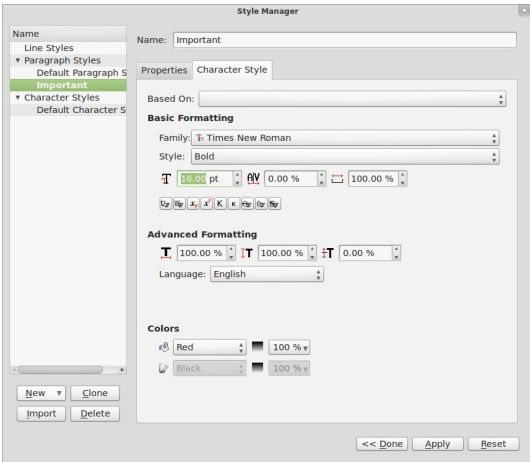 Style Manager
Name
Line Styles
Paragraph Styles
Default Paragraph S
Important
Character Styles
Default Character S
New
Clone
Import
Delete
Name: Important
Properties Character Style
Based On:
Basic Formatting
Family: Times New Roman
Style: Bold
16.00 pt 0.00 % 100.00 %
Advanced Formatting
100.00 % 100.00 % 0.00 %
Language: English
Colors
Red 100 %
Black 100 %
<< Done Apply Reset